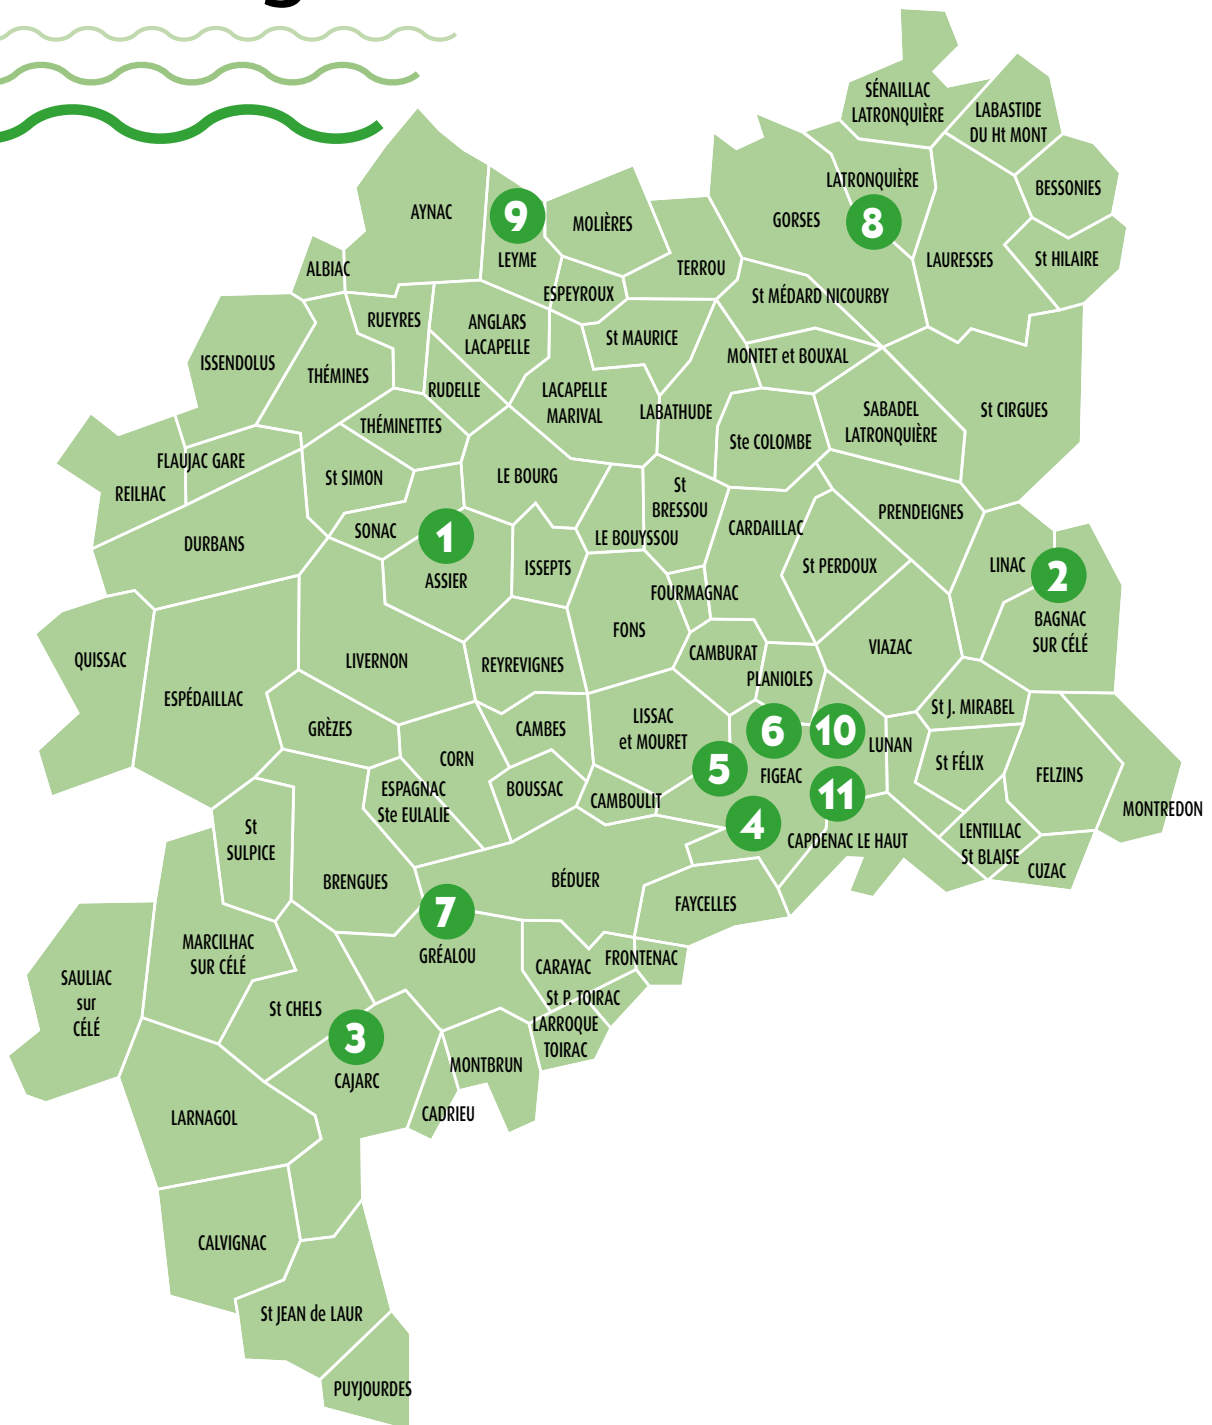 SÉNAILLAC
LATRONQUIÈRE
LABASTIDE
DU Ht MONT
LATRONQUIÈRE
8
BESSONIES
GORSES
AYNAC
9
LEYME
MOLIÈRES
LAURESSES
St HILAIRE
ALBIAC
TERROU
ESPEYROUX
St MÉDARD NICOURBY
RUEYRES
ANGLARS
LACAPELLE
St MAURICE
MONTET et BOUXAL
ISSENDOLUS
THÉMINES
RUDELLE
LACAPELLE
MARIVAL
LABATHUDE
SABADEL
LATRONQUIÈRE
St CIRGUES
THÉMINETTES
Ste COLOMBE
FLAUJAC GARE
REILHAC
St SIMON
LE BOURG
St
BRESSOU
PRENDEIGNES
DURBANS
SONAC
1
ASSIER
LE BOUYSSOU
CARDAILLAC
ISSEPTS
St PERDOUX
LINAC
2
BAGNAC
SUR CÉLÉ
FOURMAGNAC
FONS
QUISSAC
LIVERNON
REYREVIGNES
CAMBURAT
VIAZAC
PLANIOLES
ESPÉDAILLAC
GRÈZES
CORN
CAMBES
LISSAC
et MOURET
6
10
LUNAN
St J. MIRABEL
St FÉLIX
FELZINS
5
FIGEAC
11
ESPAGNAC
Ste EULALIE
BOUSSAC
CAMBOULIT
4
CAPDENAC LE HAUT
MONTREDON
LENTILLAC
St BLAISE
CUZAC
St
SULPICE
BRENGUES
BÉDUER
FAYCELLES
7
GRÉALOU
MARCILHAC
SUR CÉLÉ
SAULIAC
sur
CÉLÉ
CARAYAC
FRONTENAC
St CHELS
St P. TOIRAC
LARROQUE
TOIRAC
3
CAJARC
MONTBRUN
LARNAGOL
CADRIEU
CALVIGNAC
St JEAN de LAUR
PUYJOURDES